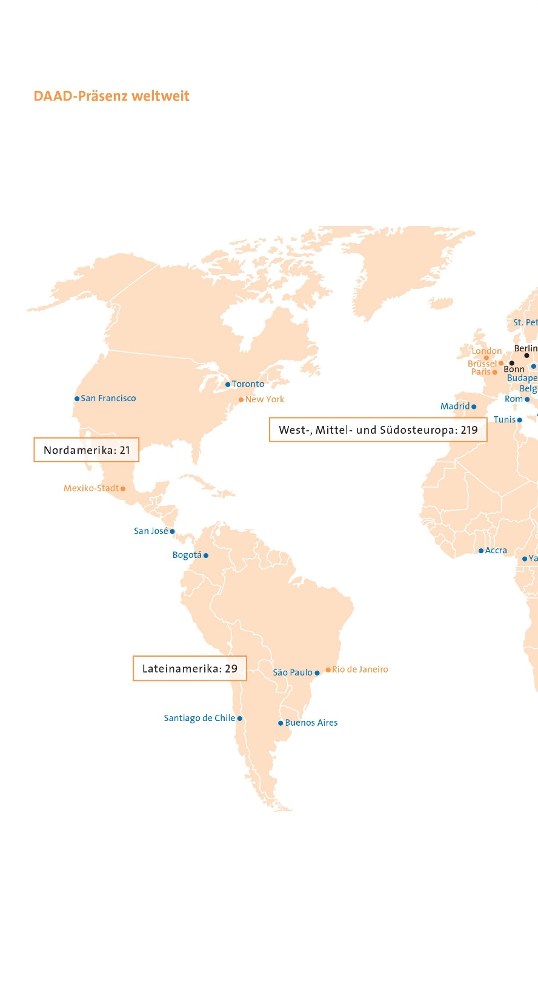 DAAD-Präsenz weltweit
St. Pet
London
Berlin
Brüssel
Bonn
Paris
Budape
Toronto
Belg
San Francisco
New York
Rom
Madrid
Tunis
West-, Mittel- und Südosteuropa: 219
Nordamerika: 21
Mexiko-Stadt
San José
Bogotá
Accra
Ya
Lateinamerika: 29
São Paulo
Rio de Janeiro
Santiago de Chile
Buenos Aires